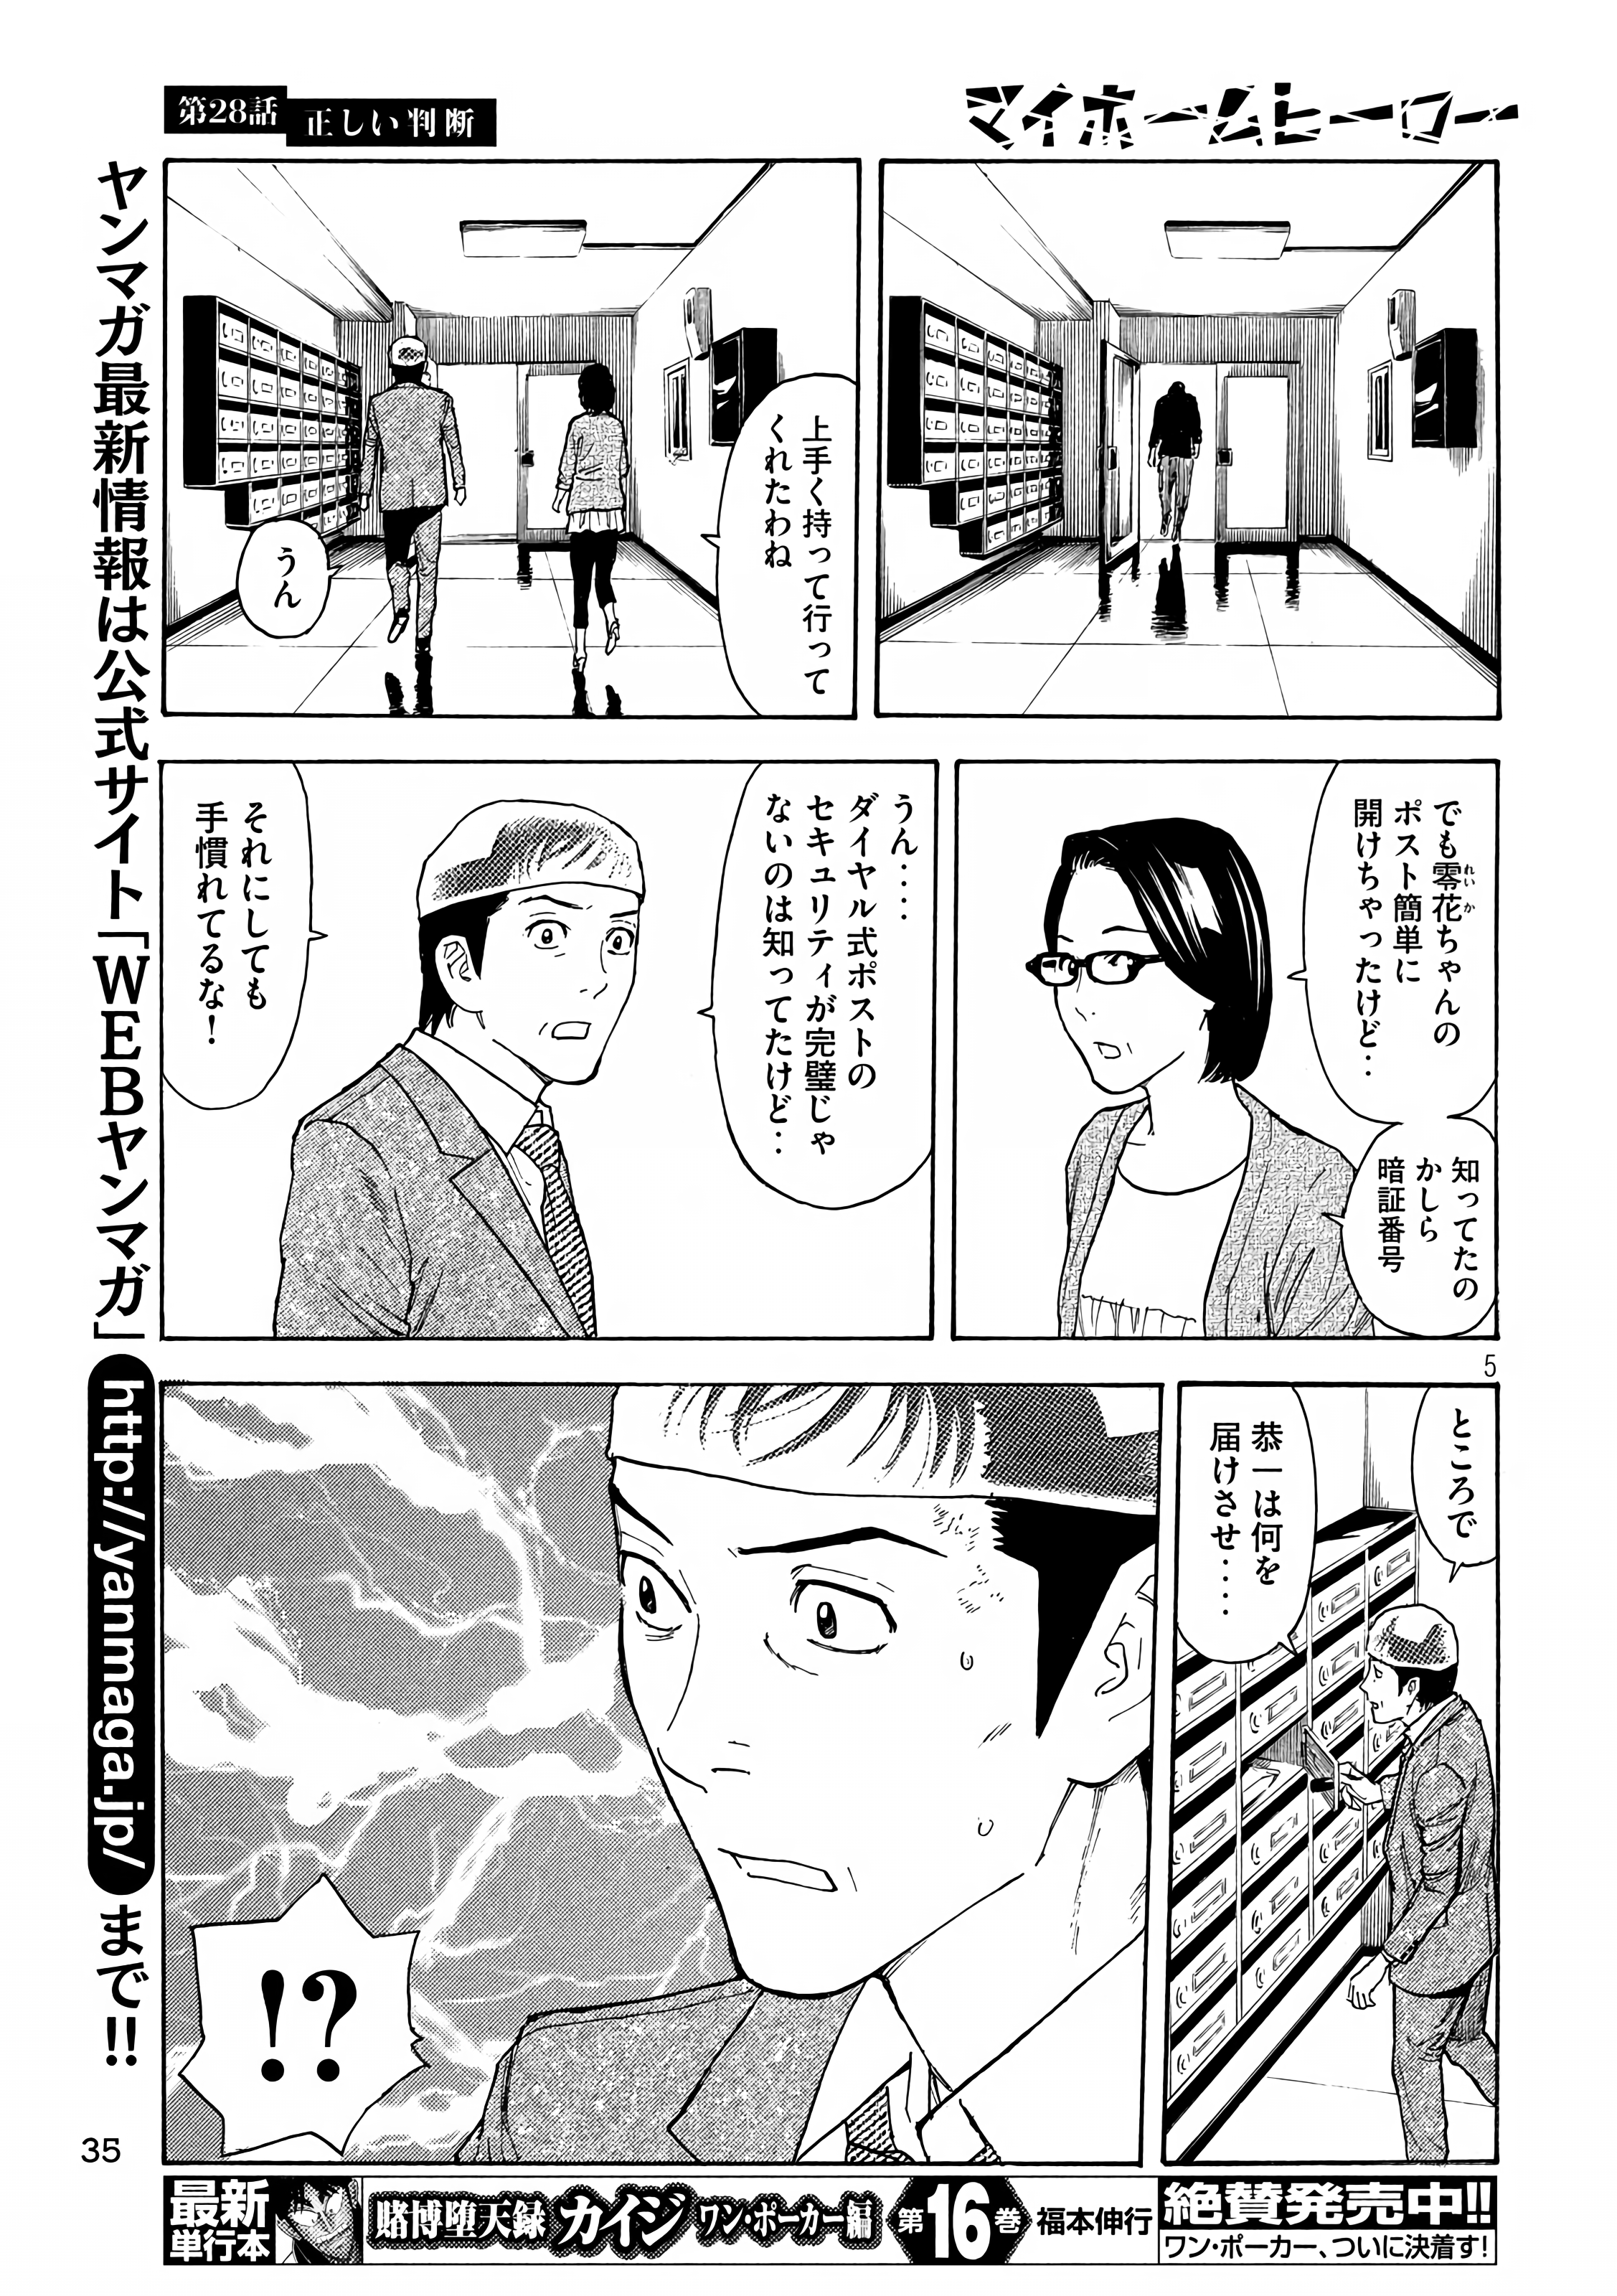 マイホームヒーロー
第28話
正しい判断
上手く持って行って
くれたわね
うん
でも零花ちゃんの
れいか
ポスト簡単に
開けちゃったけど‥
知ってたの
かしら
暗証番号
うん‥‥
ダイヤル式ポストの
セキュリティが完璧じゃ
ないのは知ってたけど‥
それにしても
手慣れてるな!
5
ところで
恭一は何を
届けさせ‥‥
!?
ヤンマガ最新情報は公式サイト「WEBヤンマガ」http://yanmaga.jp/まで!!
35
最新
単行本
賭博堕天録 カイジ ワン・ポーカー編
第16巻
福本伸行
絶賛発売中!!
ワン・ポーカー、ついに決着す!